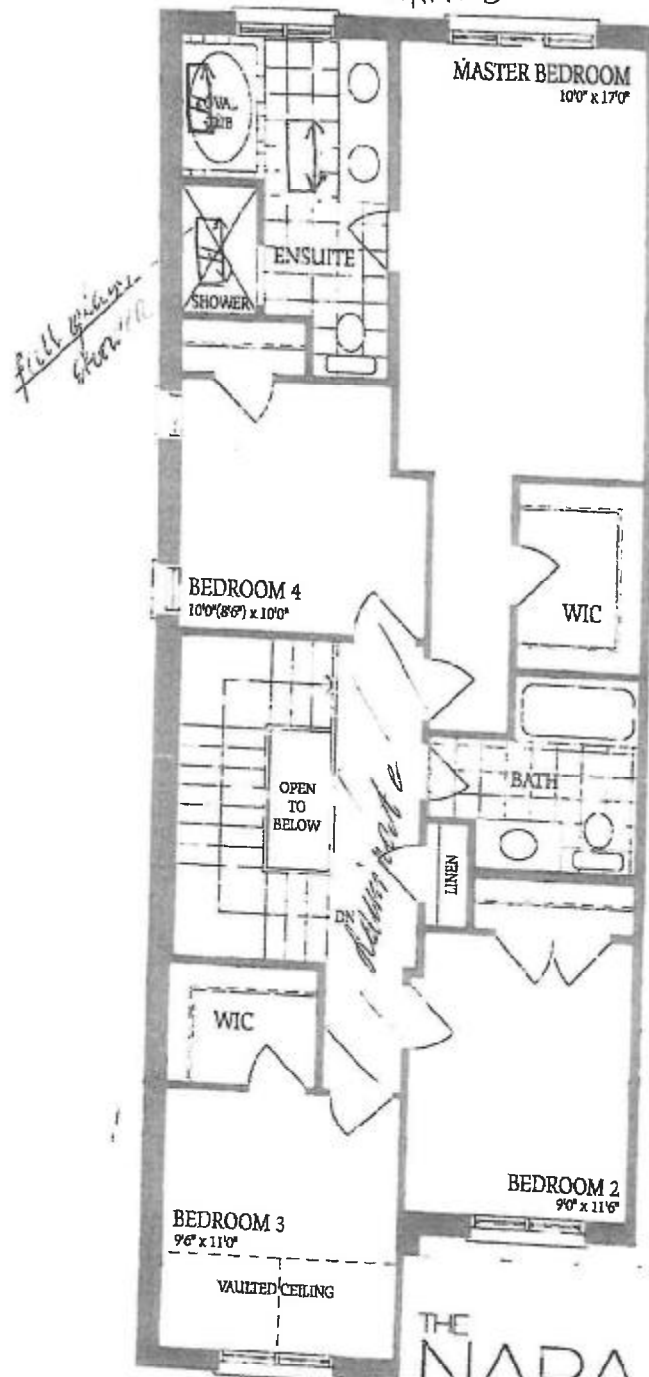 MASTER BEDROOM
10'0" x 17'0"
TUB
ENSUITE
SHOWER
BEDROOM 4
10'0"(8'6") x 10'0"
WIC
OPEN
TO
BELOW
BATH
laminate
LINEN
DN
WIC
BEDROOM 2
9'0" x 11'6"
BEDROOM 3
9'6" x 11'0"
VAULTED CEILING
THE